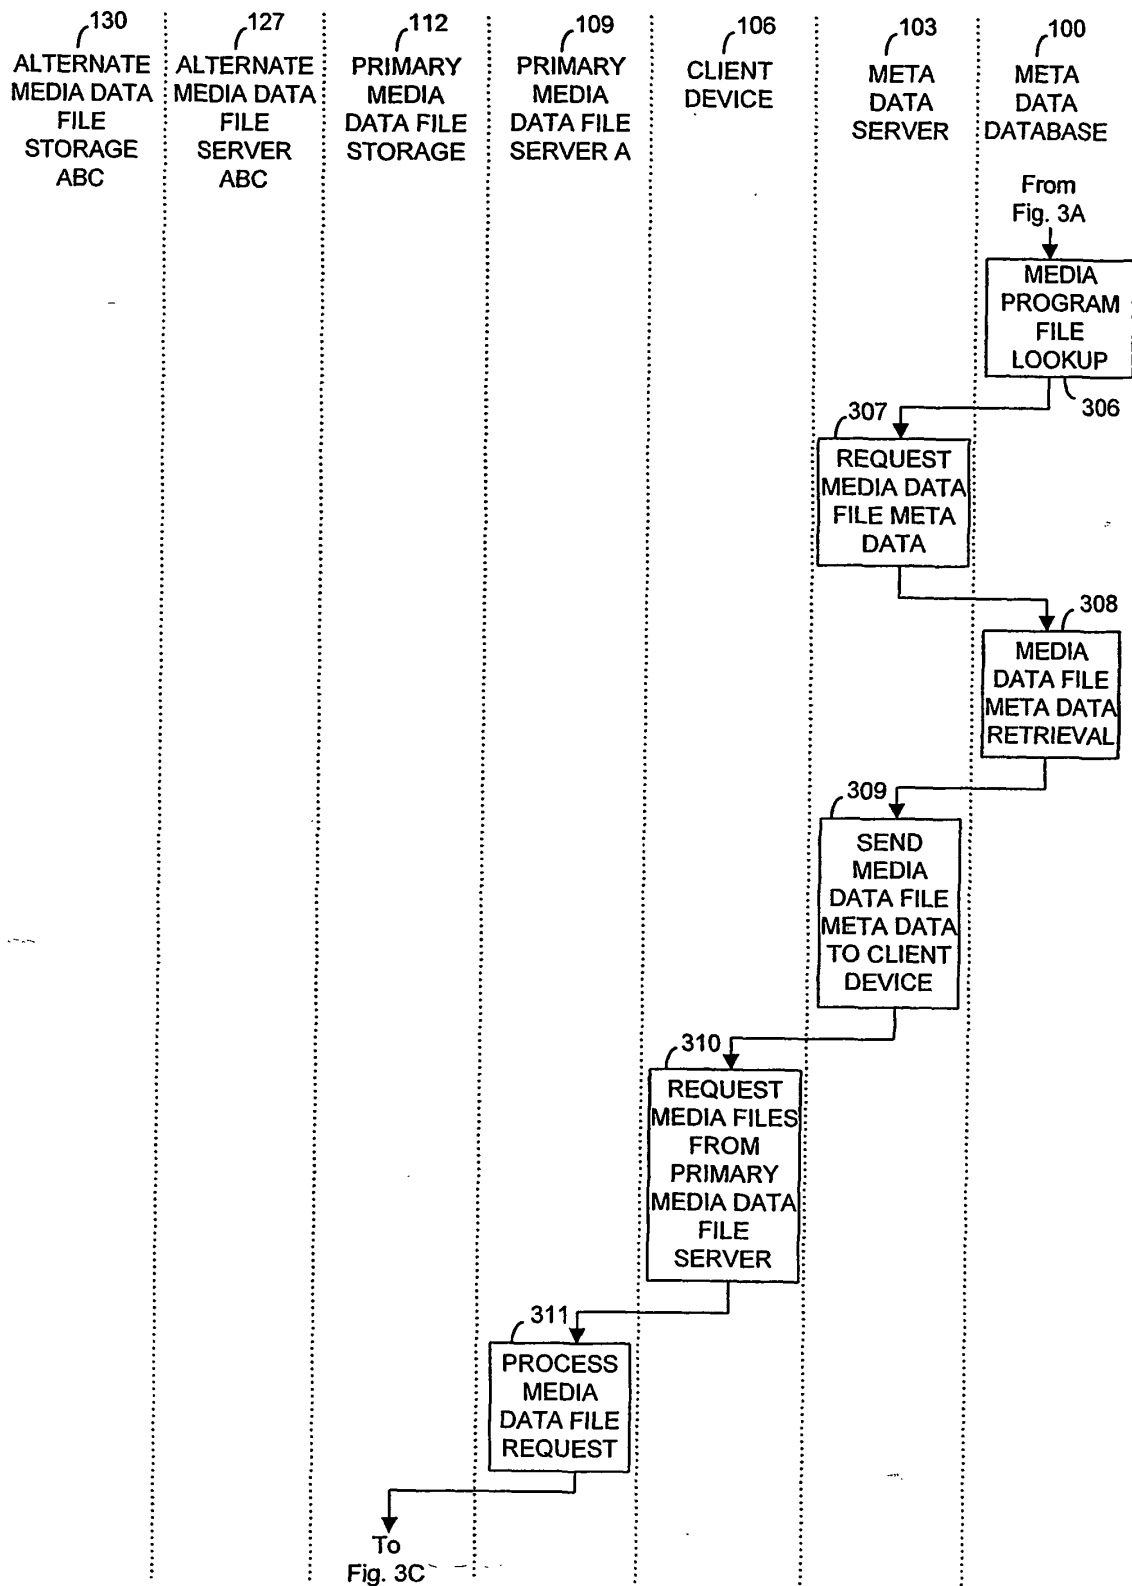 130
ALTERNATE
MEDIA DATA
FILE
STORAGE
ABC
127
ALTERNATE
MEDIA DATA
FILE
SERVER
ABC
112
PRIMARY
MEDIA
DATA FILE
STORAGE
109
PRIMARY
MEDIA
DATA FILE
SERVER A
106
CLIENT
DEVICE
103
META
DATA
SERVER
100
META
DATA
DATABASE
From
Fig. 3A
MEDIA
PROGRAM
FILE
LOOKUP
306
307
REQUEST
MEDIA DATA
FILE META
DATA
308
MEDIA
DATA FILE
META DATA
RETRIEVAL
309
SEND
MEDIA
DATA FILE
META DATA
TO CLIENT
DEVICE
310
REQUEST
MEDIA FILES
FROM
PRIMARY
MEDIA DATA
FILE
SERVER
311
PROCESS
MEDIA
DATA FILE
REQUEST
To
Fig. 3C